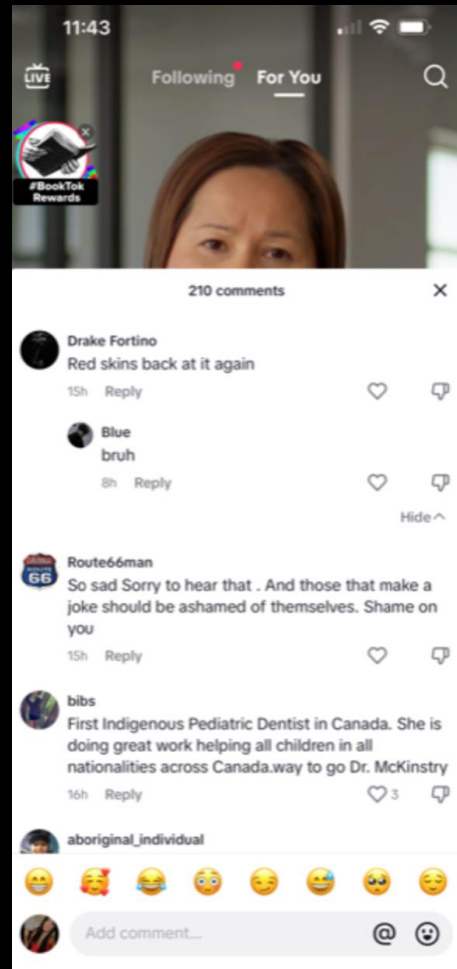 11:43
LIVE
Following
For You
#BookTok
Rewards
210 comments
Drake Fortino
Red skins back at it again
15h Reply
Blue
bruh
8h Reply
Hide
ROUTE
66
Route66man
So sad Sorry to hear that . And those that make a
joke should be ashamed of themselves. Shame on
you
15h Reply
bibs
First Indigenous Pediatric Dentist in Canada. She is
doing great work helping all children in all
nationalities across Canada.way to go Dr. McKinstry
16h Reply
3
aboriginal_individual
Add comment...
@